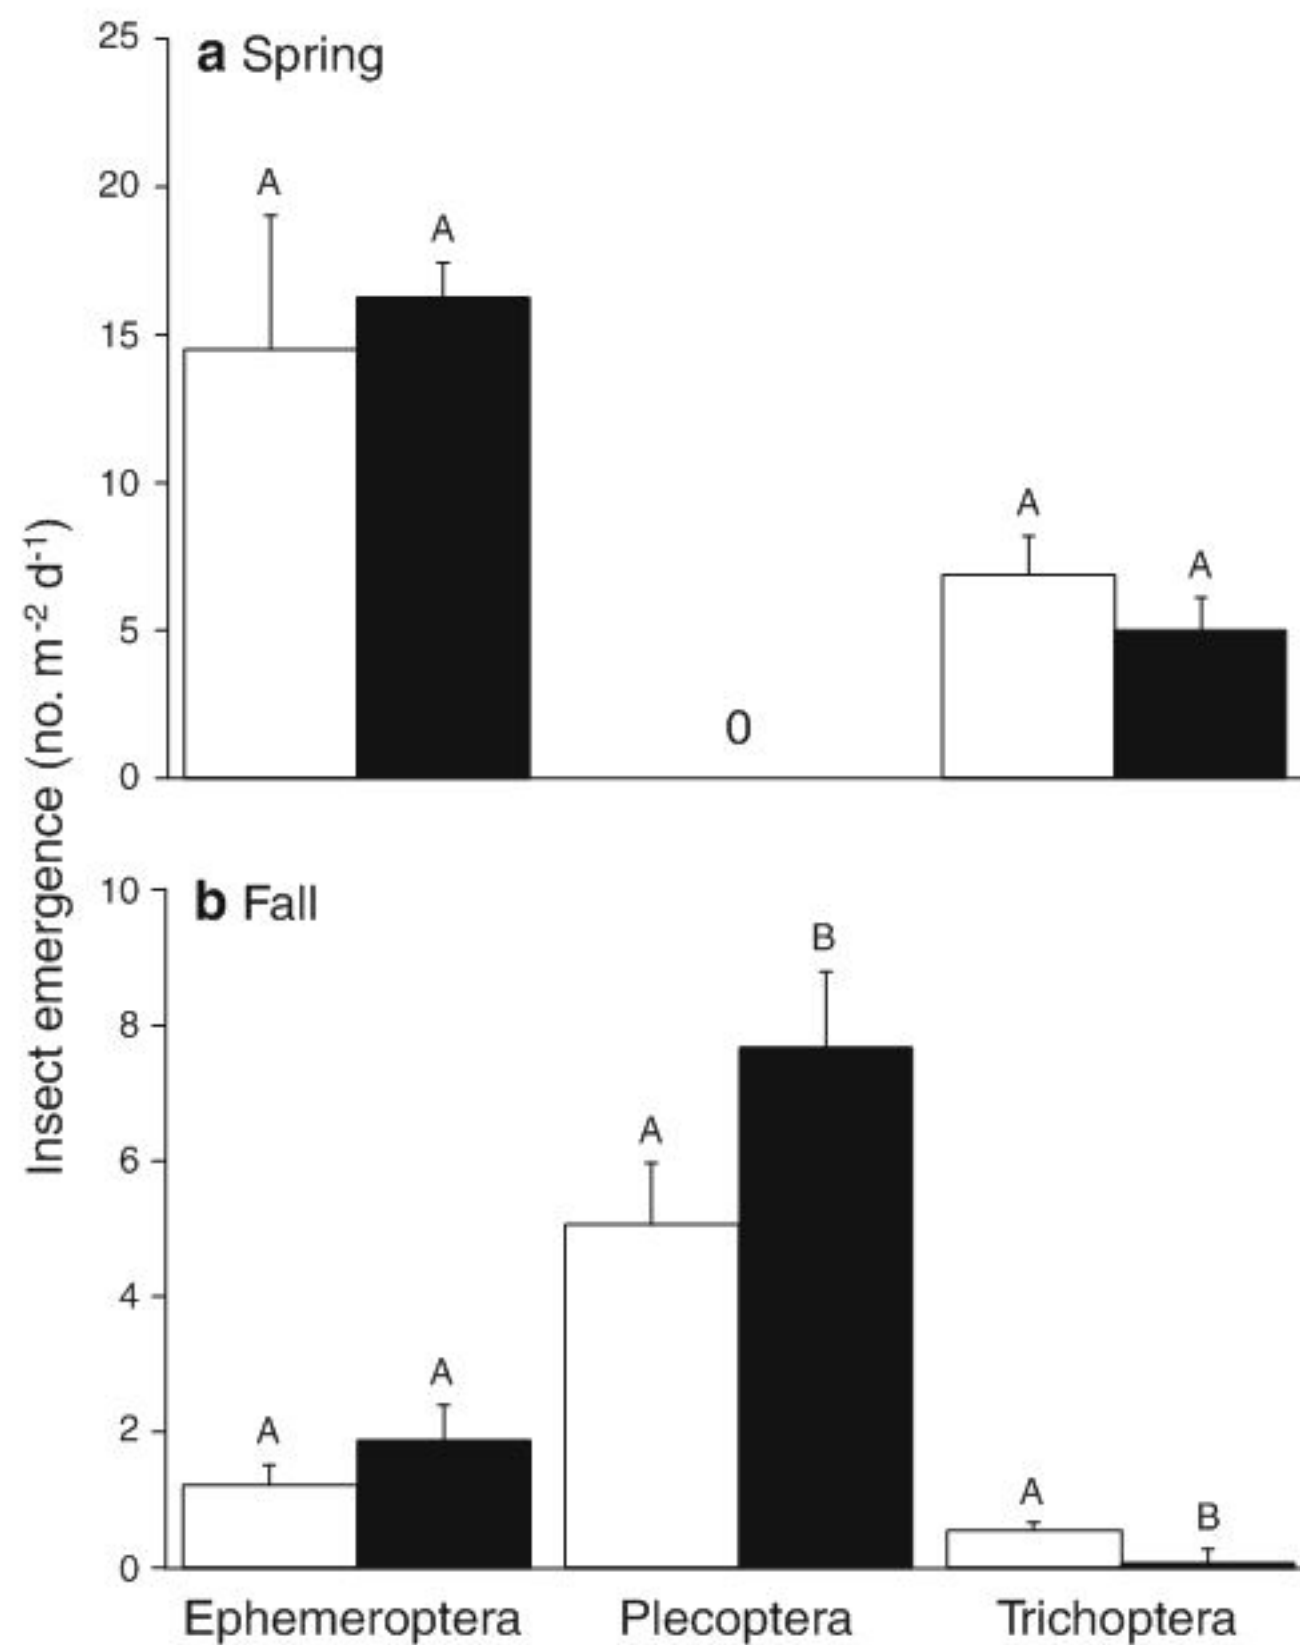 25
a Spring
20
A
A
15
10
A
A
5
0
0
Insect emergence (no. m-2 d-1)
10
b Fall
B
8
A
6
4
A
A
2
A
B
0
Ephemeroptera Plecoptera Trichoptera